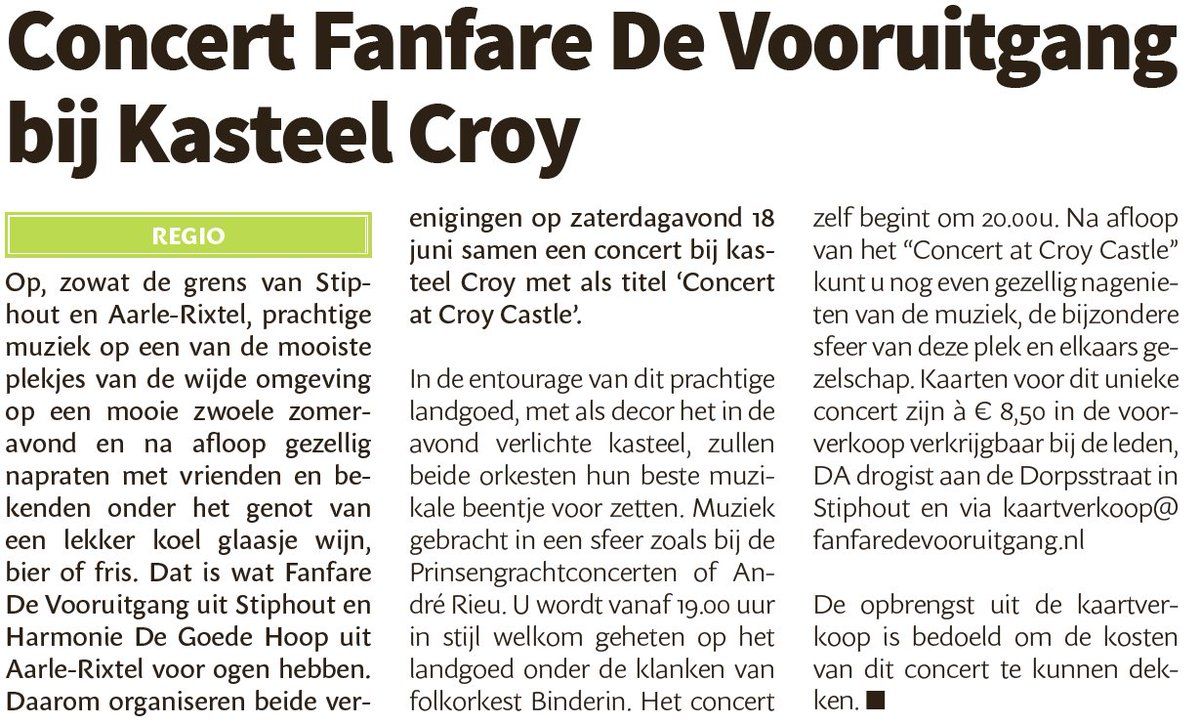 Concert Fanfare De Vooruitgang
bij Kasteel Croy
REGIO
Op, zowat de grens van Stip-
hout en Aarle-Rixtel, prachtige
muziek op een van de mooiste
plekjes van de wijde omgeving
op een mooie zwoele zomer-
avond en na afloop gezellig
napraten met vrienden en be-
kenden onder het genot van
een lekker koel glaasje wijn,
bier of fris. Dat is wat Fanfare
De Vooruitgang uit Stiphout en
Harmonie De Goede Hoop uit
Aarle-Rixtel voor ogen hebben.
Daarom organiseren beide ver-
enigingen op zaterdagavond 18
juni samen een concert bij kas-
teel Croy met als titel ‘Concert
at Croy Castle’.
In de entourage van dit prachtige
landgoed, met als decor het in de
avond verlichte kasteel, zullen
beide orkesten hun beste muzi-
kale beentje voor zetten. Muziek
gebracht in een sfeer zoals bij de
Prinsengrachtconcerten of An-
dré Rieu. U wordt vanaf 19.00 uur
in stijl welkom geheten op het
landgoed onder de klanken van
folkorkest Binderin. Het concert
zelf begint om 20.00u. Na afloop
van het “Concert at Croy Castle”
kunt u nog even gezellig nagenie-
ten van de muziek, de bijzondere
sfeer van deze plek en elkaars ge-
zelschap. Kaarten voor dit unieke
concert zijn à € 8,50 in de voor-
verkoop verkrijgbaar bij de leden,
DA drogist aan de Dorpsstraat in
Stiphout en via kaartverkoop@
fanfaredevooruitgang.nl
De opbrengst uit de kaartver-
koop is bedoeld om de kosten
van dit concert te kunnen dek-
ken. ■